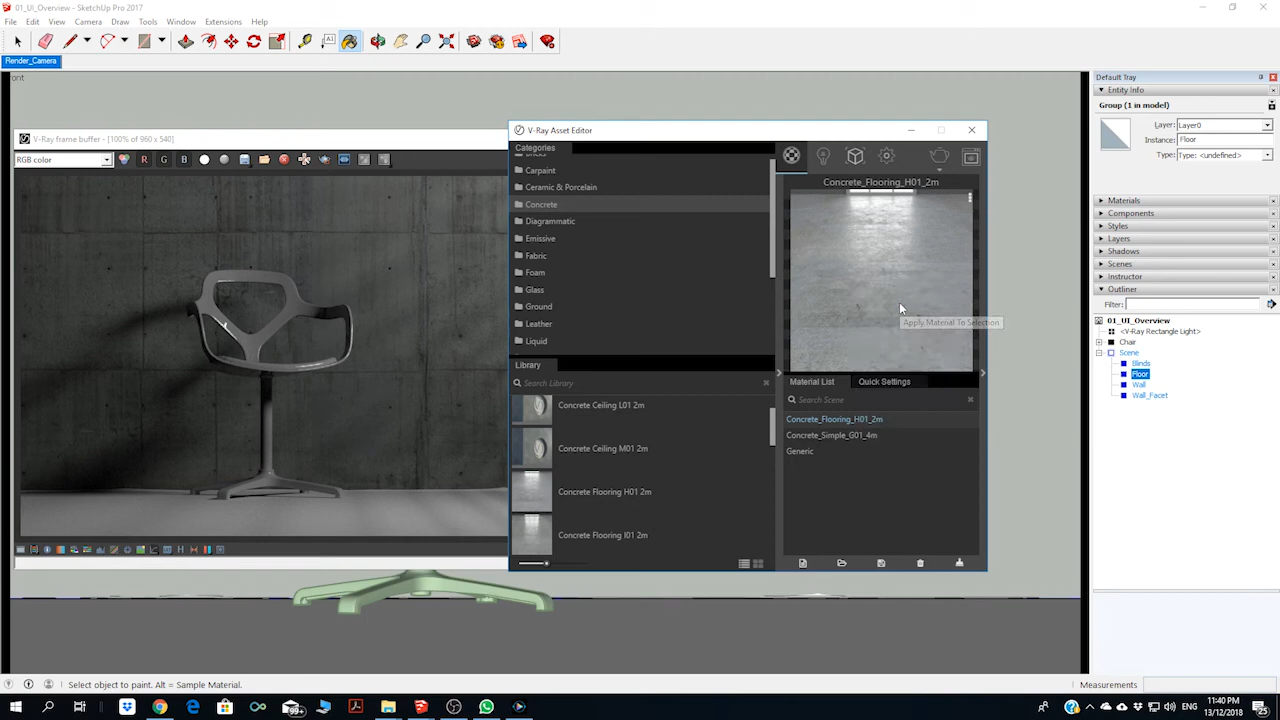 01_UI_Overview - SketchUp Pro 2017
File Edit View Camera Draw Tools Window Extensions Help
Render_Camera
ront
V-Ray frame buffer - [100% of 960 x 540]
RGB color
R G B
V-Ray Asset Editor
Categories
Bricks
Carpaint
Ceramic & Porcelain
Concrete
Diagrammatic
Emissive
Fabric
Foam
Glass
Ground
Leather
Liquid
Library
Search Library
Concrete Ceiling L01 2m
Concrete Ceiling M01 2m
Concrete Flooring H01 2m
Concrete Flooring I01 2m
Concrete_Flooring_H01_2m
Apply Material To Selection
Material List Quick Settings
Search Scene
Concrete_Flooring_H01_2m
Concrete_Simple_G01_4m
Generic
Default Tray
Entity Info
Group (1 in model)
Layer: Layer0
Instance: Floor
Type: Type: <undefined>
Materials
Components
Styles
Layers
Shadows
Scenes
Instructor
Outliner
Filter:
01_UI_Overview
<V-Ray Rectangle Light>
Chair
Scene
Blinds
Floor
Wall
Wall_Facet
Select object to paint. Alt = Sample Material.
Measurements
11:40 PM
13/12/2018
25